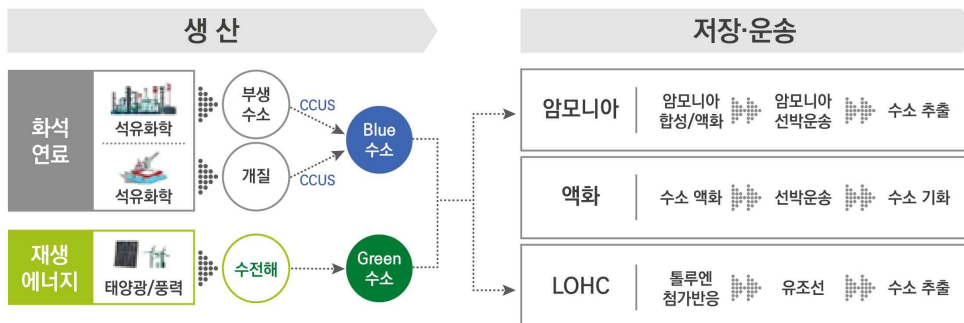 생 산
저장·운송
화석
연료
석유화학
부생
수소
CCUS
석유화학
개질
CCUS
Blue
수소
재생
에너지
태양광/풍력
수전해
Green
수소
암모니아
암모니아
합성/액화
암모니아
선박운송
수소 추출
액화
수소 액화
선박운송
수소 기화
LOHC
톨루엔
첨가반응
유조선
수소 추출